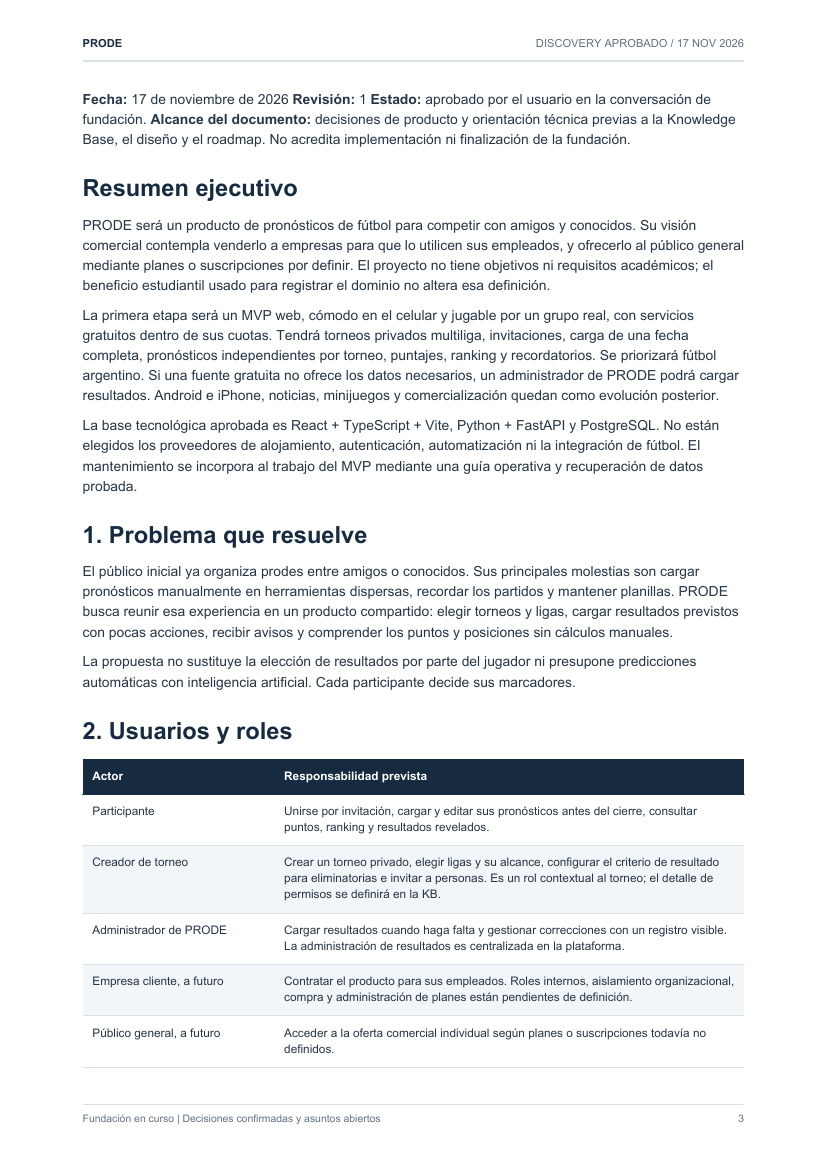 PRODE
DISCOVERY APROBADO / 17 NOV 2026
Fecha: 17 de noviembre de 2026 Revisión: 1 Estado: aprobado por el usuario en la conversación de
fundación. Alcance del documento: decisiones de producto y orientación técnica previas a la Knowledge
Base, el diseño y el roadmap. No acredita implementación ni finalización de la fundación.
Resumen ejecutivo
PRODE será un producto de pronósticos de fútbol para competir con amigos y conocidos. Su visión
comercial contempla venderlo a empresas para que lo utilicen sus empleados, y ofrecerlo al público general
mediante planes o suscripciones por definir. El proyecto no tiene objetivos ni requisitos académicos; el
beneficio estudiantil usado para registrar el dominio no altera esa definición.
La primera etapa será un MVP web, cómodo en el celular y jugable por un grupo real, con servicios
gratuitos dentro de sus cuotas. Tendrá torneos privados multiliga, invitaciones, carga de una fecha
completa, pronósticos independientes por torneo, puntajes, ranking y recordatorios. Se priorizará fútbol
argentino. Si una fuente gratuita no ofrece los datos necesarios, un administrador de PRODE podrá cargar
resultados. Android e iPhone, noticias, minijuegos y comercialización quedan como evolución posterior.
La base tecnológica aprobada es React + TypeScript + Vite, Python + FastAPI y PostgreSQL. No están
elegidos los proveedores de alojamiento, autenticación, automatización ni la integración de fútbol. El
mantenimiento se incorpora al trabajo del MVP mediante una guía operativa y recuperación de datos
probada.
1. Problema que resuelve
El público inicial ya organiza prodes entre amigos o conocidos. Sus principales molestias son cargar
pronósticos manualmente en herramientas dispersas, recordar los partidos y mantener planillas. PRODE
busca reunir esa experiencia en un producto compartido: elegir torneos y ligas, cargar resultados previstos
con pocas acciones, recibir avisos y comprender los puntos y posiciones sin cálculos manuales.
La propuesta no sustituye la elección de resultados por parte del jugador ni presupone predicciones
automáticas con inteligencia artificial. Cada participante decide sus marcadores.
2. Usuarios y roles
Actor
Responsabilidad prevista
Participante
Unirse por invitación, cargar y editar sus pronósticos antes del cierre, consultar
puntos, ranking y resultados revelados.
Creador de torneo
Crear un torneo privado, elegir ligas y su alcance, configurar el criterio de resultado
para eliminatorias e invitar a personas. Es un rol contextual al torneo; el detalle de
permisos se definirá en la KB.
Administrador de PRODE
Cargar resultados cuando haga falta y gestionar correcciones con un registro visible.
La administración de resultados es centralizada en la plataforma.
Empresa cliente, a futuro
Contratar el producto para sus empleados. Roles internos, aislamiento organizacional,
compra y administración de planes están pendientes de definición.
Público general, a futuro
Acceder a la oferta comercial individual según planes o suscripciones todavía no
definidos.
Fundación en curso | Decisiones confirmadas y asuntos abiertos
3